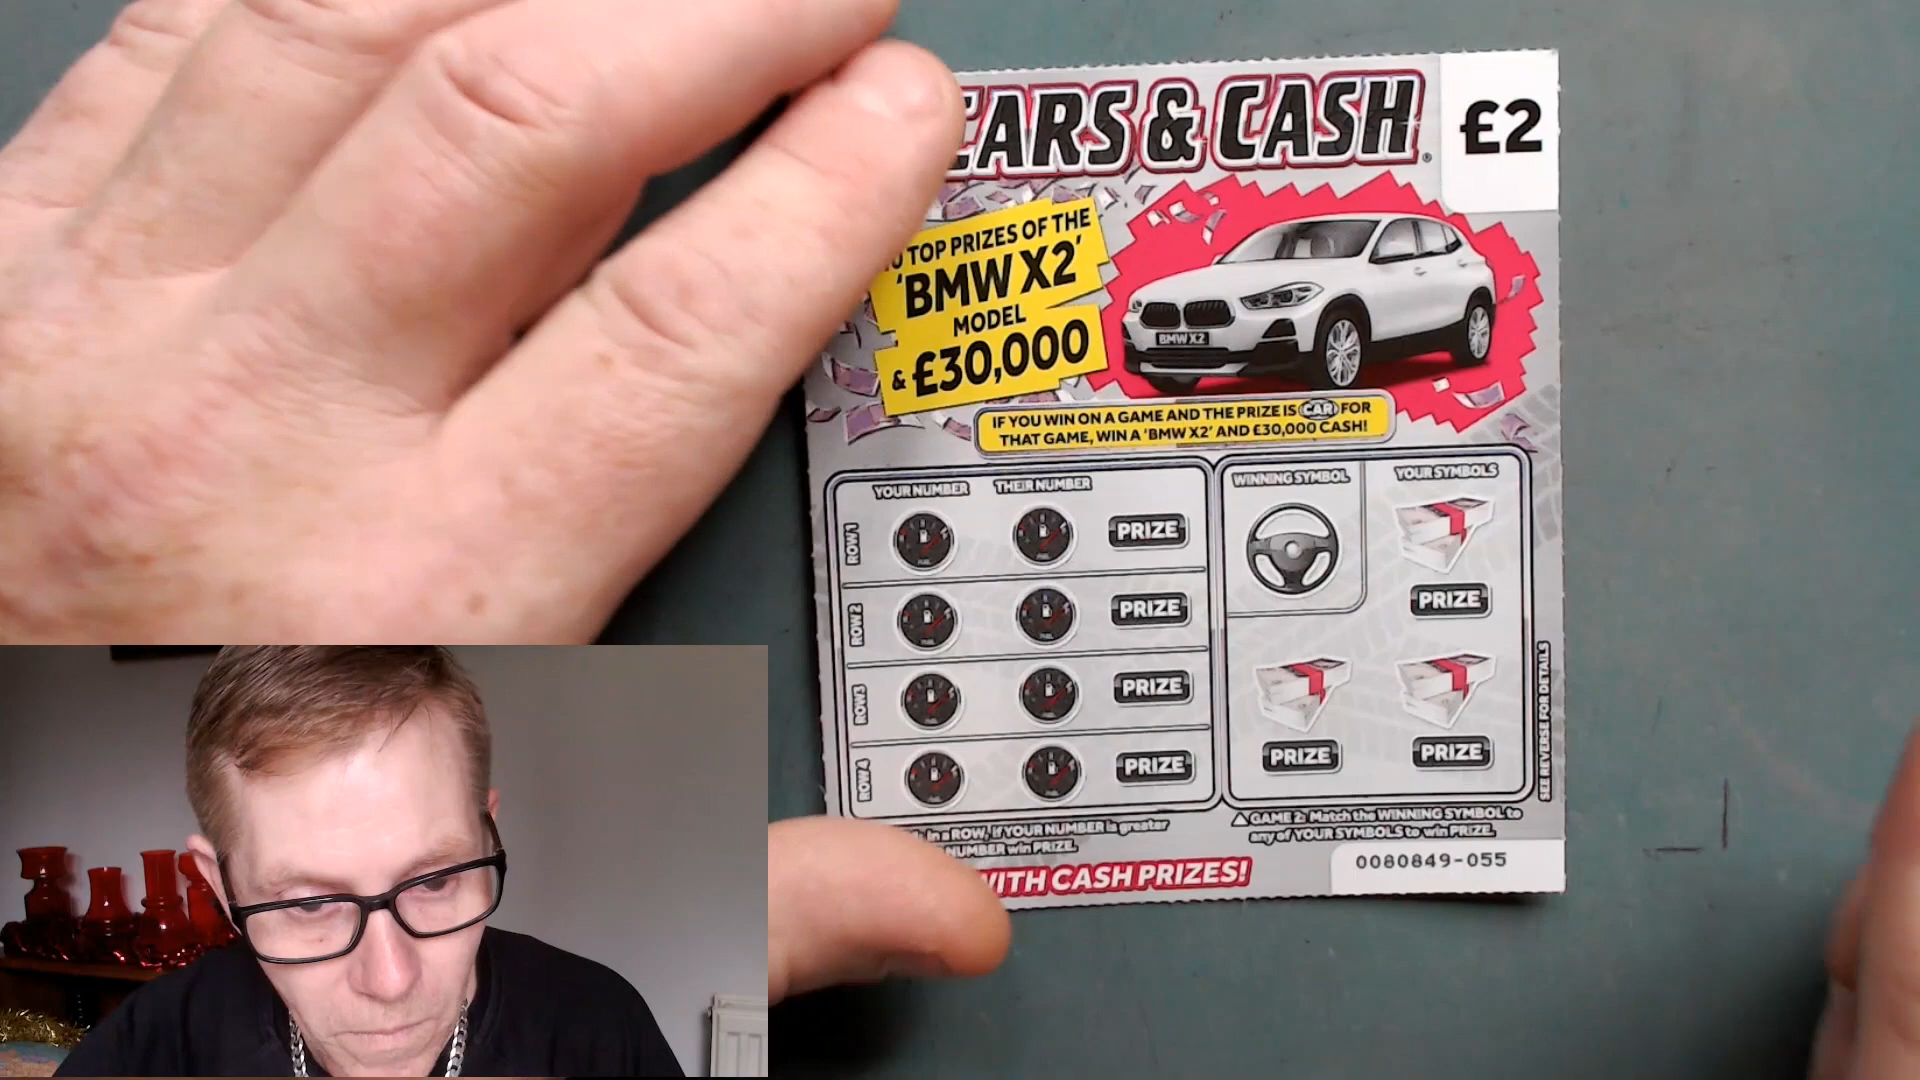 CARS & CASH
£2
TOP PRIZES OF THE
'BMW X2'
MODEL
& £30,000
BMW X2
IF YOU WIN ON A GAME AND THE PRIZE IS CAR FOR
THAT GAME, WIN A 'BMW X2' AND £30,000 CASH!
YOUR NUMBER THEIR NUMBER
ROW 1 PRIZE
ROW 2 PRIZE
ROW 3 PRIZE
ROW 4 PRIZE
WINNING SYMBOL YOUR SYMBOLS
PRIZE
PRIZE PRIZE
SEE REVERSE FOR DETAILS
in a ROW, if YOUR NUMBER is greater
NUMBER win PRIZE.
GAME 2: Match the WINNING SYMBOL to
any of YOUR SYMBOLS to win PRIZE.
WITH CASH PRIZES!
0080849-055